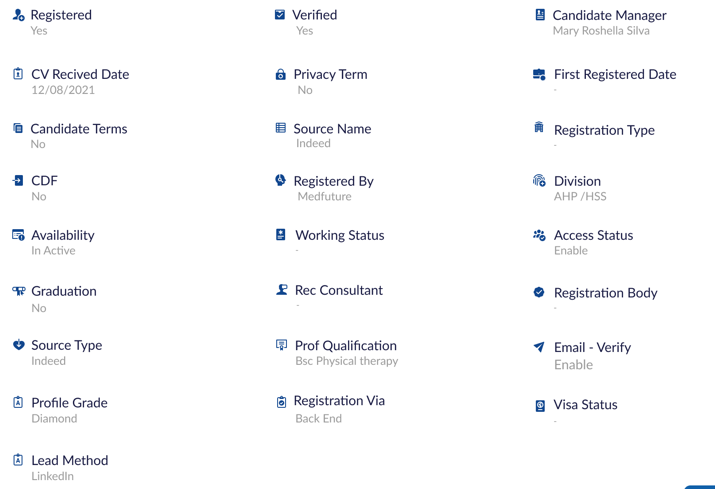 Registered
Yes
Verified
Yes
Candidate Manager
Mary Roshella Silva
CV Recived Date
12/08/2021
Privacy Term
No
First Registered Date
-
Candidate Terms
No
Source Name
Indeed
Registration Type
-
CDF
No
Registered By
Medfuture
Division
AHP /HSS
Availability
In Active
Working Status
-
Access Status
Enable
Graduation
No
Rec Consultant
-
Registration Body
-
Source Type
Indeed
Prof Qualification
Bsc Physical therapy
Email - Verify
Enable
Profile Grade
Diamond
Registration Via
Back End
Visa Status
-
Lead Method
LinkedIn